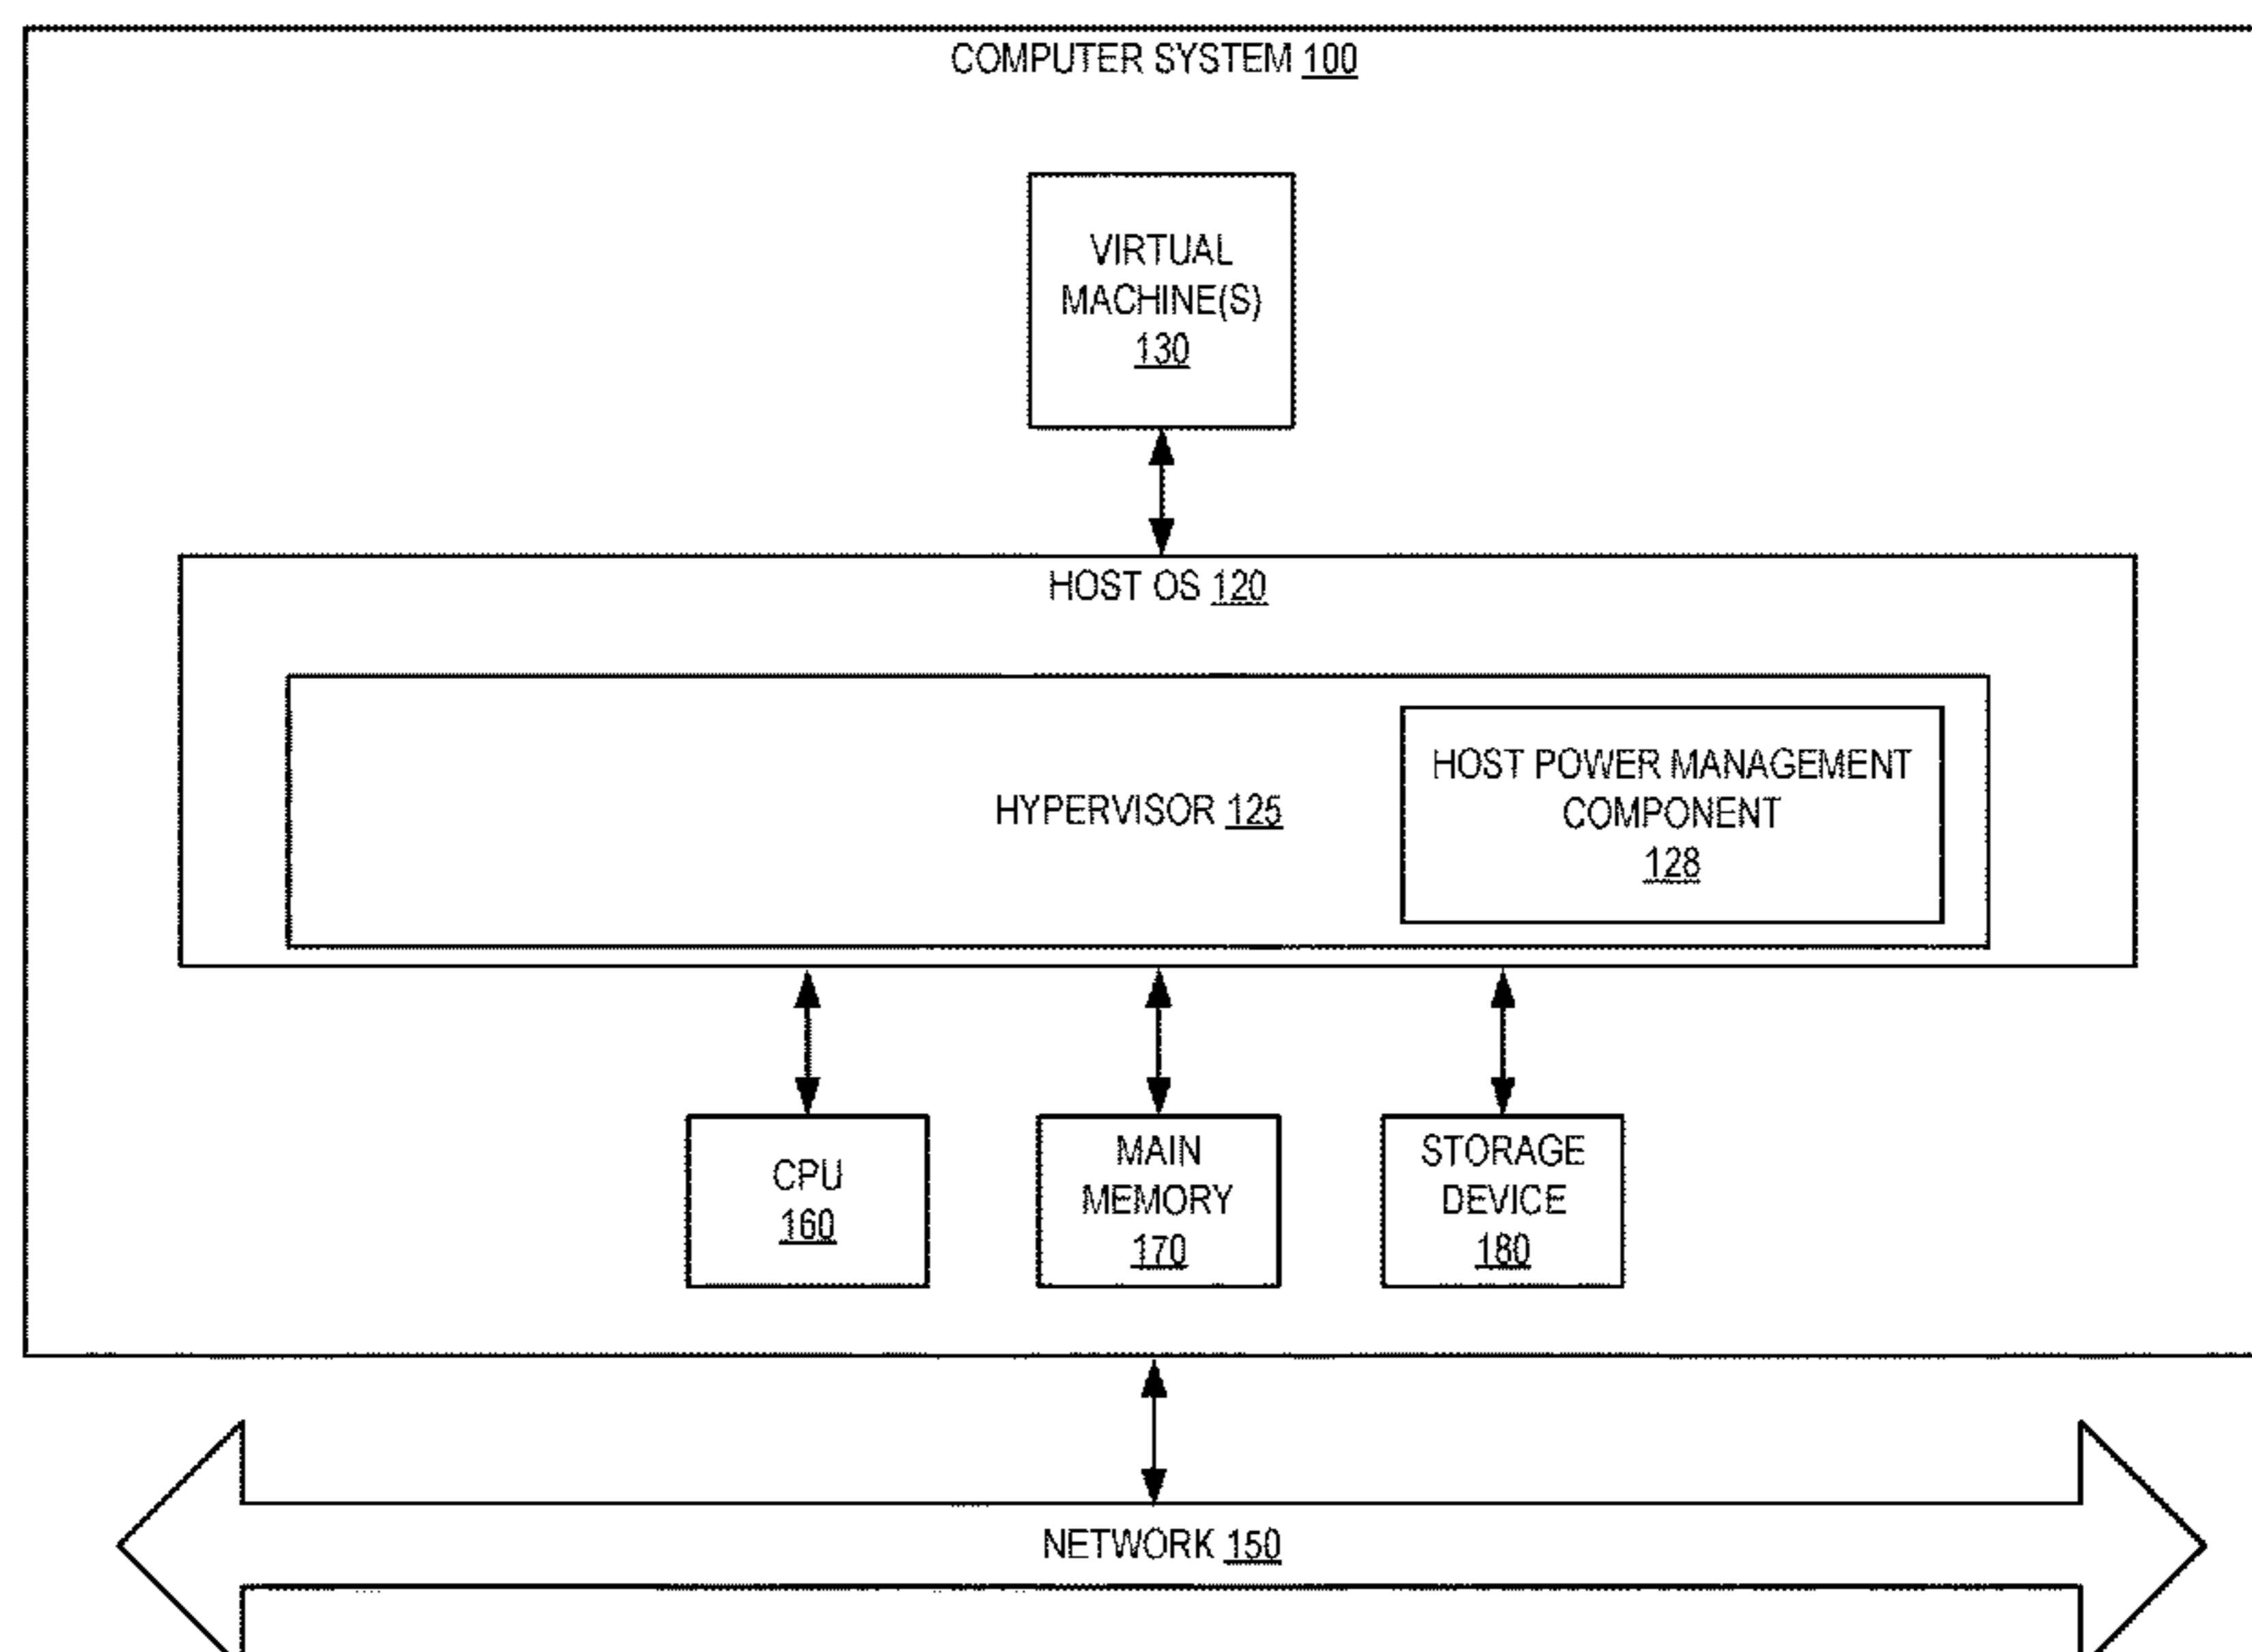 COMPUTER SYSTEM 100
VIRTUAL
MACHINE(S)
130
HOST OS 120
HYPERVISOR 125
HOST POWER MANAGEMENT
COMPONENT
128
CPU
160
MAIN
MEMORY
170
STORAGE
DEVICE
180
NETWORK 150